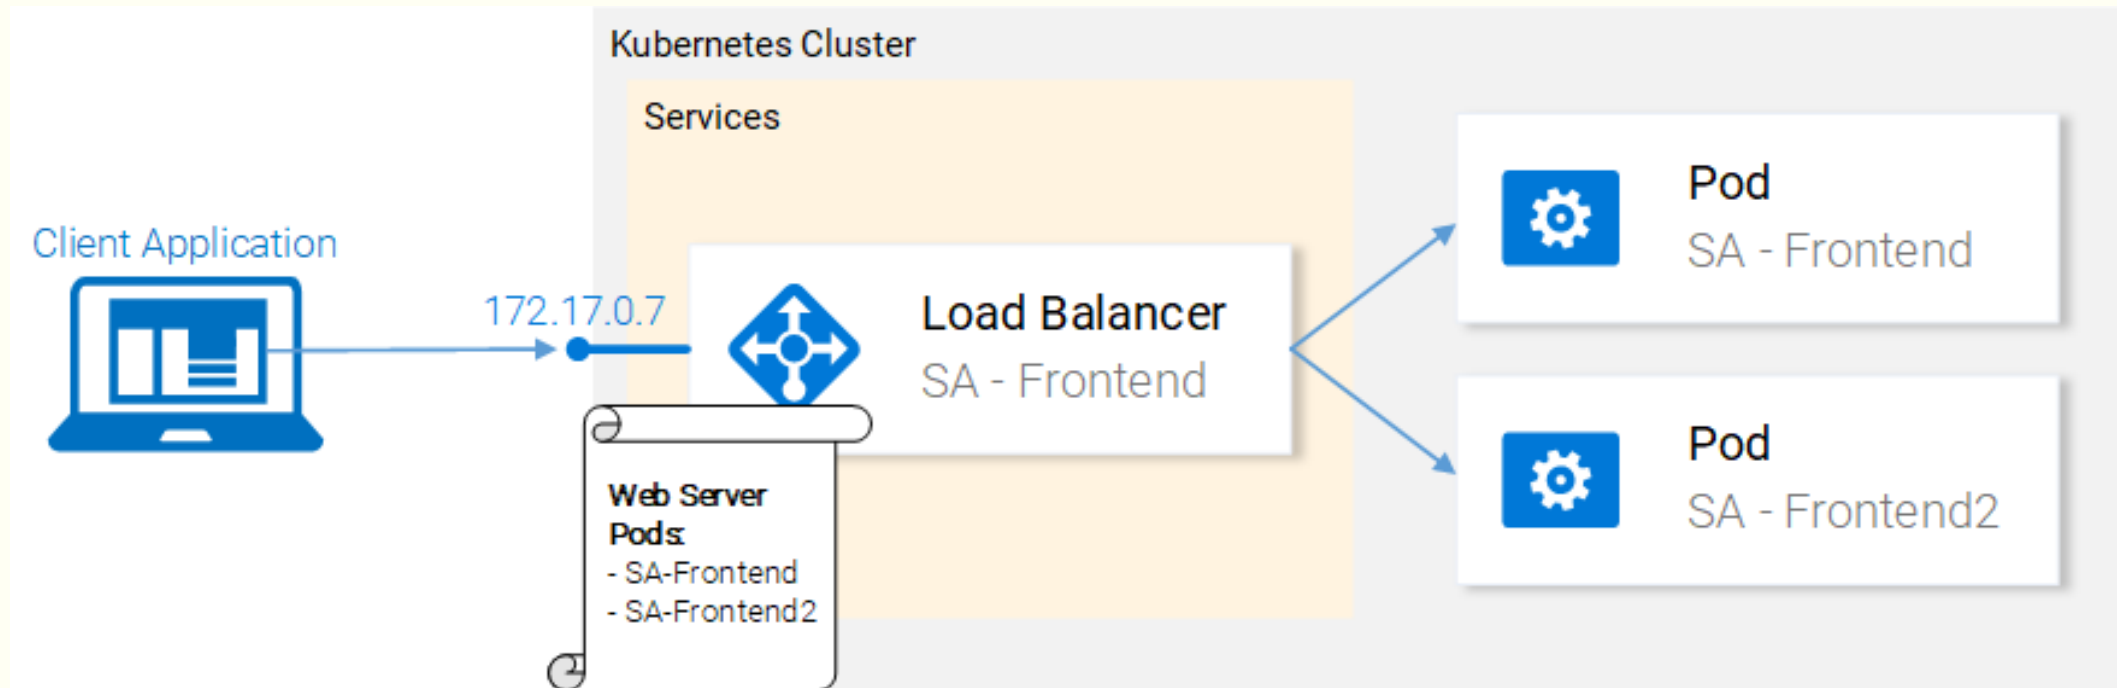 Kubernetes Cluster
Services
Client Application
172.17.0.7
Load Balancer
SA - Frontend
Web Server
Pods:
- SA-Frontend
- SA-Frontend2
Pod
SA - Frontend
Pod
SA - Frontend2